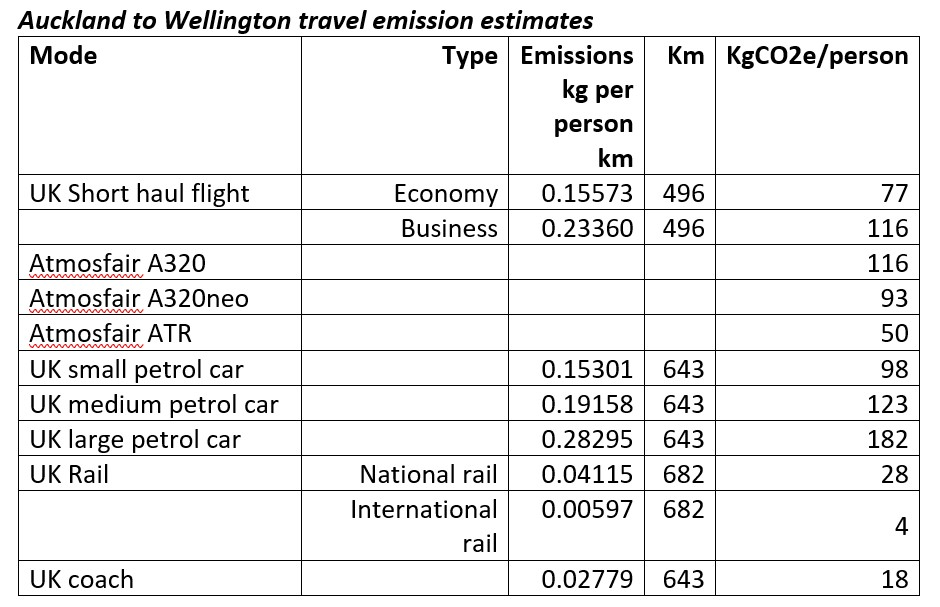 Auckland to Wellington travel emission estimates
Mode Type Emissions kg per person km Km KgCO2e/person
UK Short haul flight Economy 0.15573 496 77
Business 0.23360 496 116
Atmosfair A320 116
Atmosfair A320neo 93
Atmosfair ATR 50
UK small petrol car 0.15301 643 98
UK medium petrol car 0.19158 643 123
UK large petrol car 0.28295 643 182
UK Rail National rail 0.04115 682 28
International rail 0.00597 682 4
UK coach 0.02779 643 18